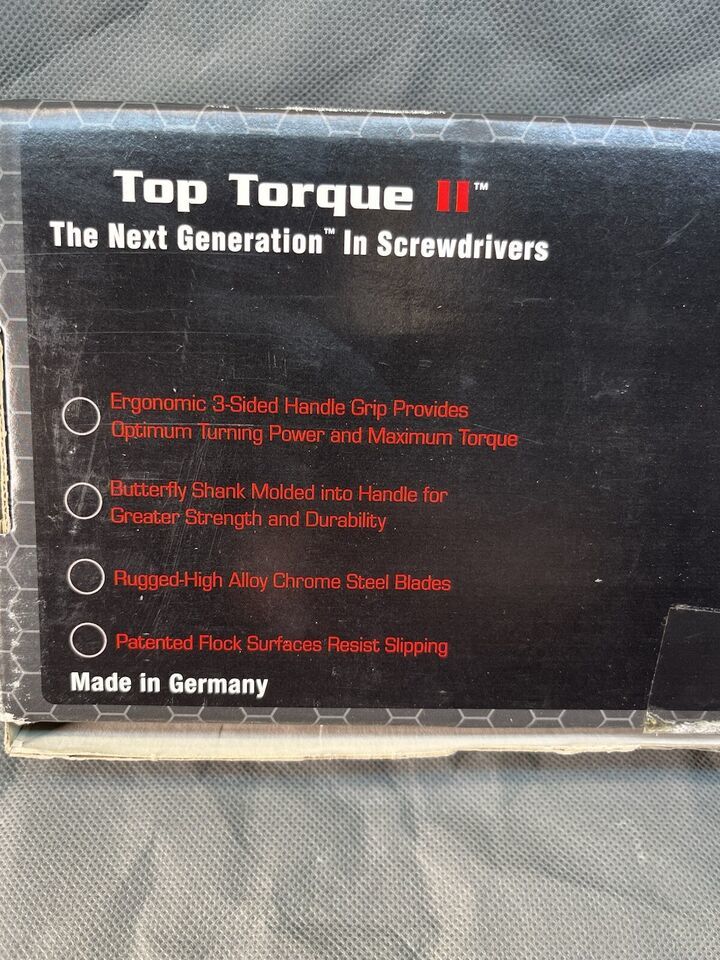 Top Torque II™
The Next Generation™ In Screwdrivers
Ergonomic 3-Sided Handle Grip Provides
Optimum Turning Power and Maximum Torque
Butterfly Shank Molded into Handle for
Greater Strength and Durability
Rugged-High Alloy Chrome Steel Blades
Patented Flock Surfaces Resist Slipping
Made in Germany